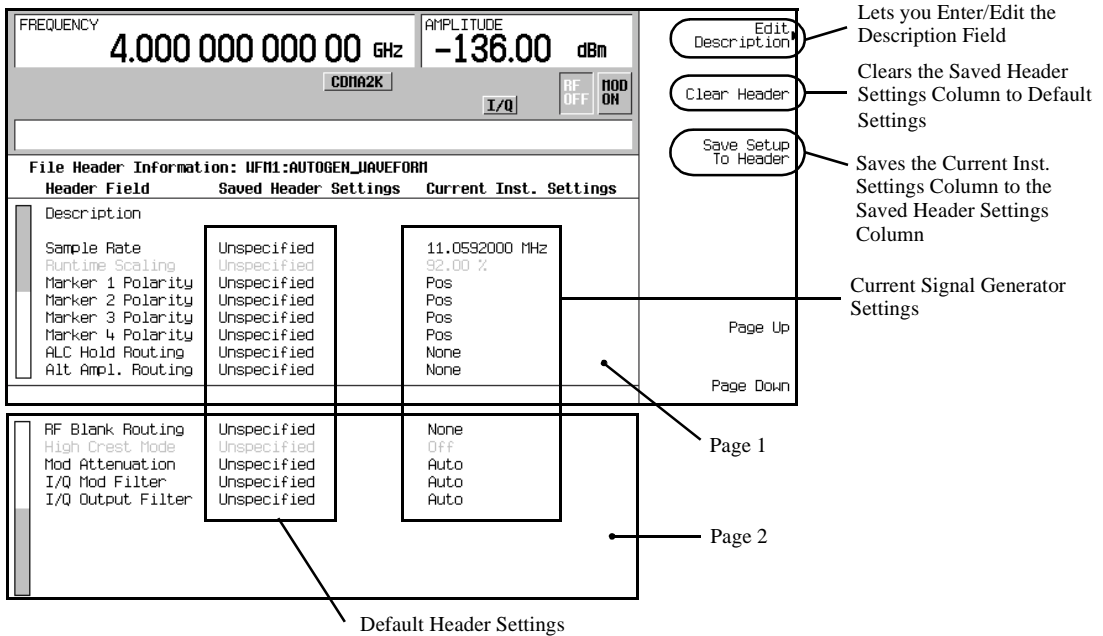 FREQUENCY
4.000 000 000 00 GHz
AMPLITUDE
-136.00 dBm
CDMA2K
I/Q
RF OFF
MOD ON
File Header Information: WFM1:AUTOGEN_WAVEFORM
Header Field Saved Header Settings Current Inst. Settings
Description
Sample Rate Unspecified 11.0592000 MHz
Runtime Scaling Unspecified 92.00 %
Marker 1 Polarity Unspecified Pos
Marker 2 Polarity Unspecified Pos
Marker 3 Polarity Unspecified Pos
Marker 4 Polarity Unspecified Pos
ALC Hold Routing Unspecified None
Alt Ampl. Routing Unspecified None
RF Blank Routing Unspecified None
High Crest Mode Unspecified Off
Mod Attenuation Unspecified Auto
I/Q Mod Filter Unspecified Auto
I/Q Output Filter Unspecified Auto
Edit
Description
Clear Header
Save Setup
To Header
Page Up
Page Down
Lets you Enter/Edit the
Description Field
Clears the Saved Header
Settings Column to Default
Settings
Saves the Current Inst.
Settings Column to the
Saved Header Settings
Column
Current Signal Generator
Settings
Page 1
Page 2
Default Header Settings